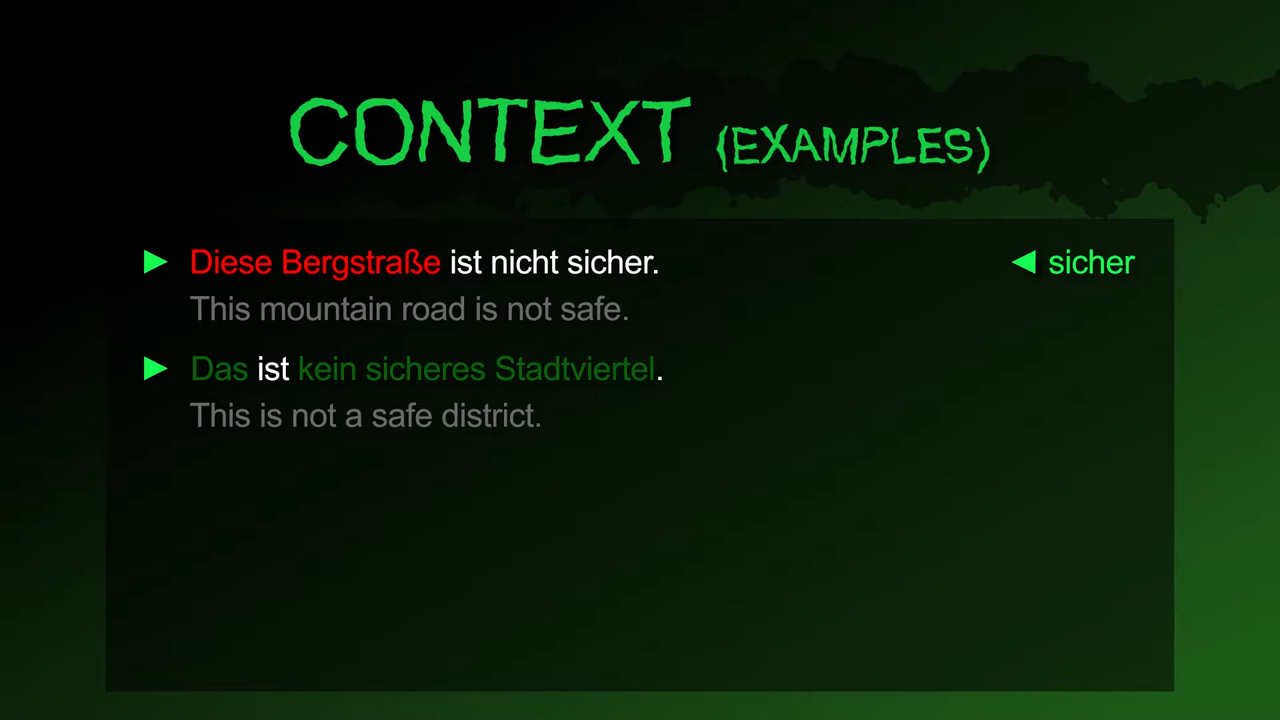 CONTEXT (EXAMPLES)
► Diese Bergstraße ist nicht sicher. ◄ sicher
This mountain road is not safe.
► Das ist kein sicheres Stadtviertel.
This is not a safe district.